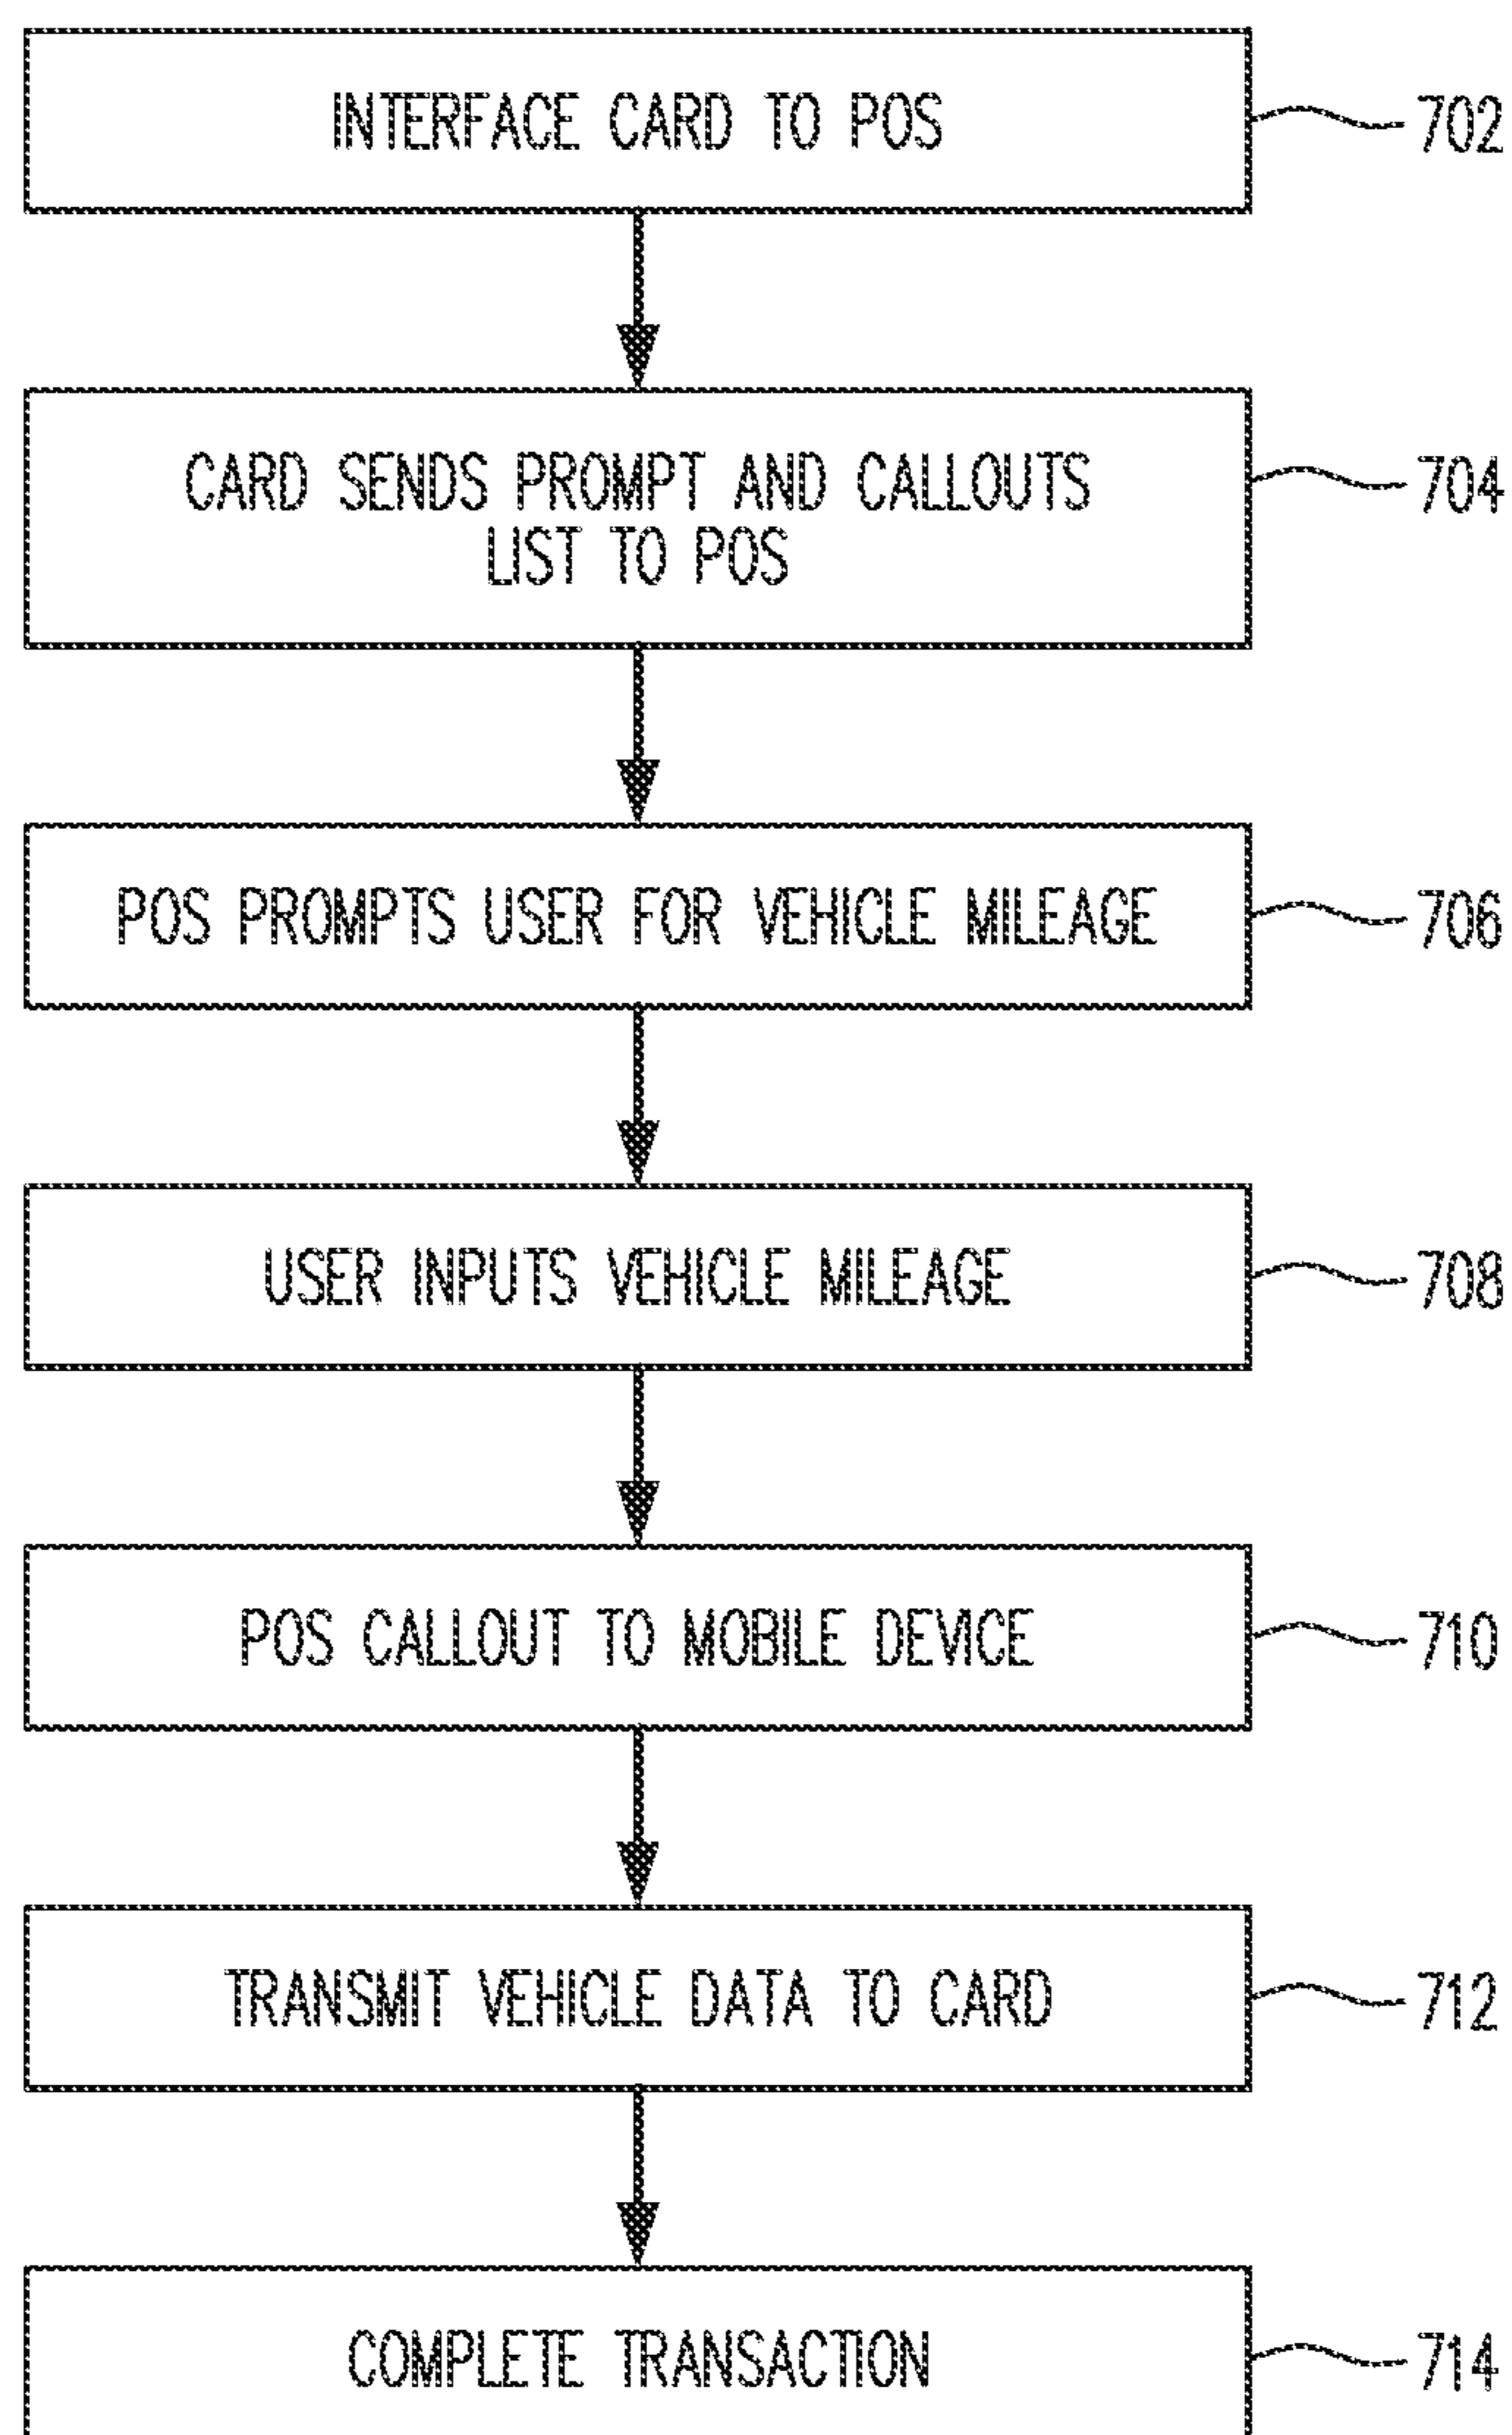 INTERFACE CARD TO POS
702
CARD SENDS PROMPT AND CALLOUTS
LIST TO POS
704
POS PROMPTS USER FOR VEHICLE MILEAGE
706
USER INPUTS VEHICLE MILEAGE
708
POS CALLOUT TO MOBILE DEVICE
710
TRANSMIT VEHICLE DATA TO CARD
712
COMPLETE TRANSACTION
714